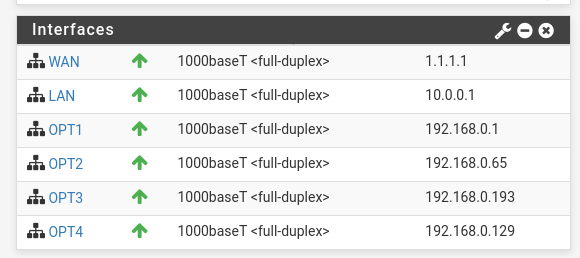 Interfaces
WAN 1000baseT <full-duplex> 1.1.1.1
LAN 1000baseT <full-duplex> 10.0.0.1
OPT1 1000baseT <full-duplex> 192.168.0.1
OPT2 1000baseT <full-duplex> 192.168.0.65
OPT3 1000baseT <full-duplex> 192.168.0.193
OPT4 1000baseT <full-duplex> 192.168.0.129